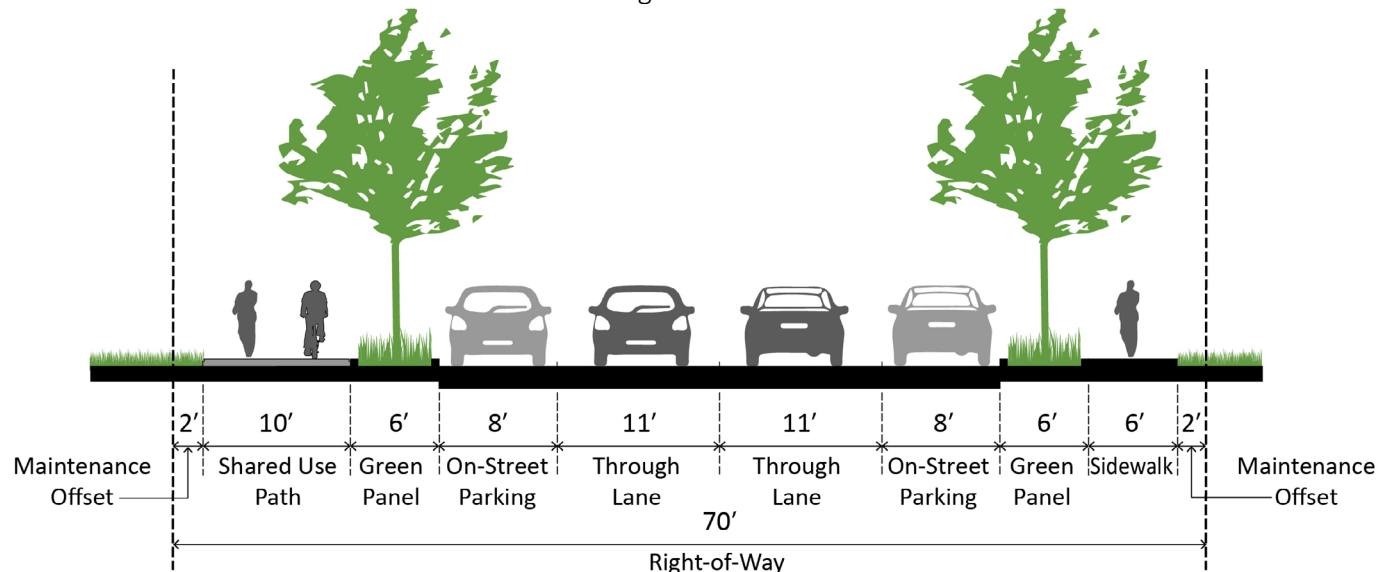 2’ 10’ 6’ 8’ 11’ 11’ 8’ 6’ 6’ 2’
Maintenance Shared Use Green On-Street Through Through On-Street Green Sidewalk Maintenance
Offset Path Panel Parking Lane Lane Parking Panel Offset
70’
Right-of-Way